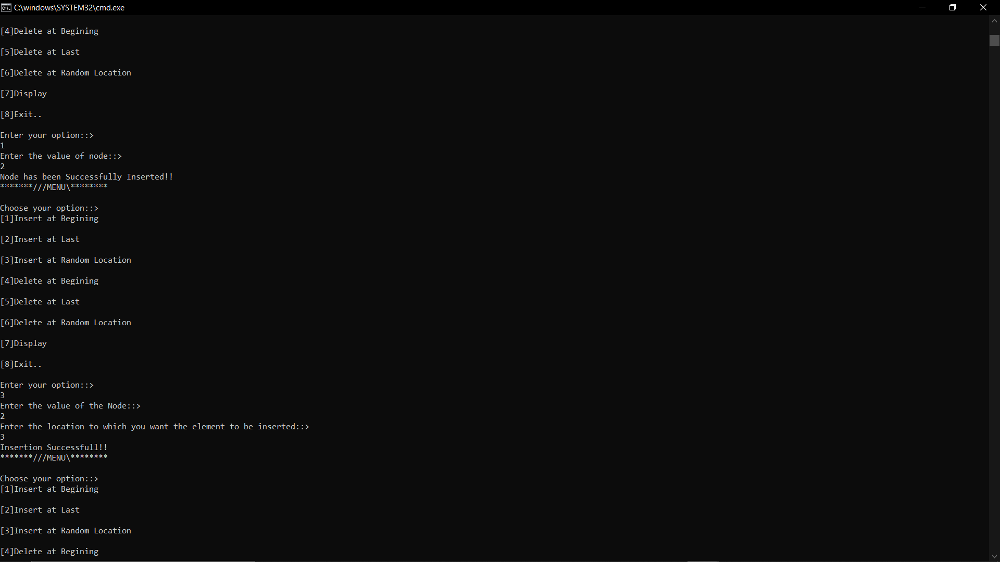 C:\windows\SYSTEM32\cmd.exe
[4]Delete at Begining
[5]Delete at Last
[6]Delete at Random Location
[7]Display
[8]Exit..
Enter your option::>
1
Enter the value of node::>
2
Node has been Successfully Inserted!!
*******///MENU\********
Choose your option::>
[1]Insert at Begining
[2]Insert at Last
[3]Insert at Random Location
[4]Delete at Begining
[5]Delete at Last
[6]Delete at Random Location
[7]Display
[8]Exit..
Enter your option::>
3
Enter the value of the Node::>
2
Enter the location to which you want the element to be inserted::>
3
Insertion Successfull!!
*******///MENU\********
Choose your option::>
[1]Insert at Begining
[2]Insert at Last
[3]Insert at Random Location
[4]Delete at Begining